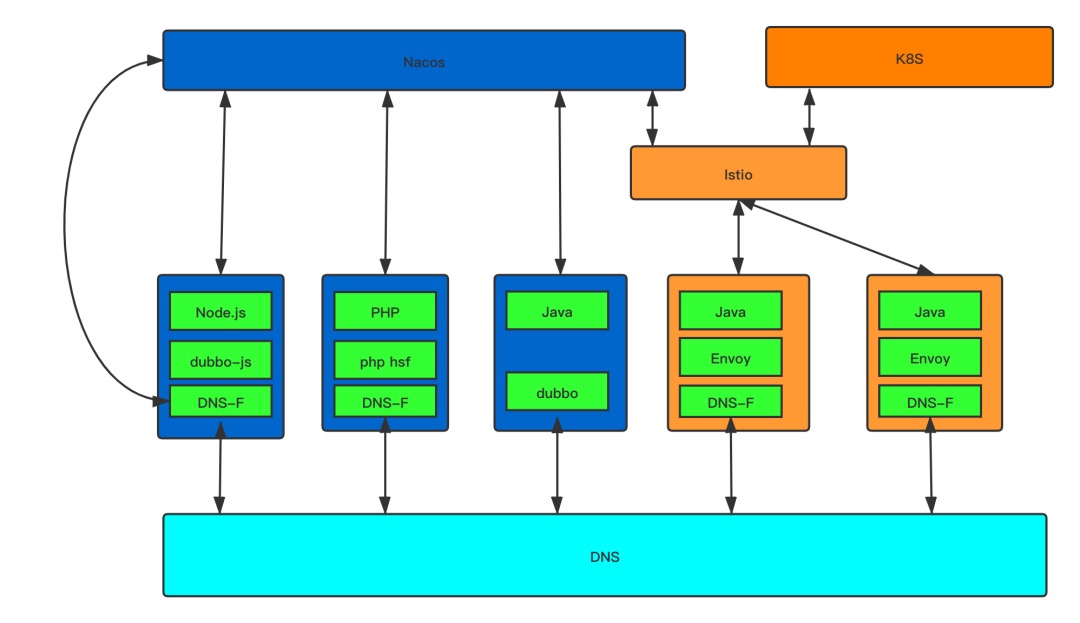 Nacos
K8S
Istio
Node.js
dubbo-js
DNS-F
PHP
php hsf
DNS-F
Java
dubbo
Java
Envoy
DNS-F
Java
Envoy
DNS-F
DNS